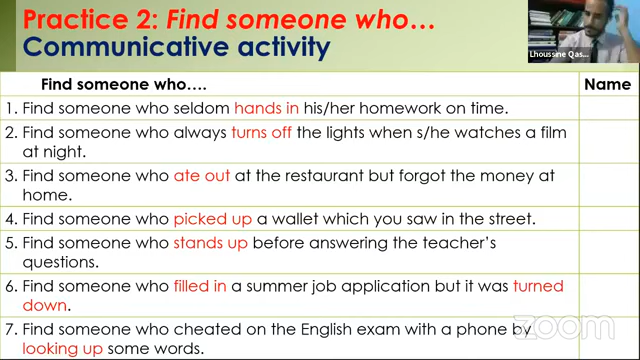 Practice 2: Find someone who…
Communicative activity
Lhoussine Qas...
Find someone who.... Name
1. Find someone who seldom hands in his/her homework on time.
2. Find someone who always turns off the lights when s/he watches a film
at night.
3. Find someone who ate out at the restaurant but forgot the money at
home.
4. Find someone who picked up a wallet which you saw in the street.
5. Find someone who stands up before answering the teacher's
questions.
6. Find someone who filled in a summer job application but it was turned
down.
7. Find someone who cheated on the English exam with a phone by
looking up some words.
zoom